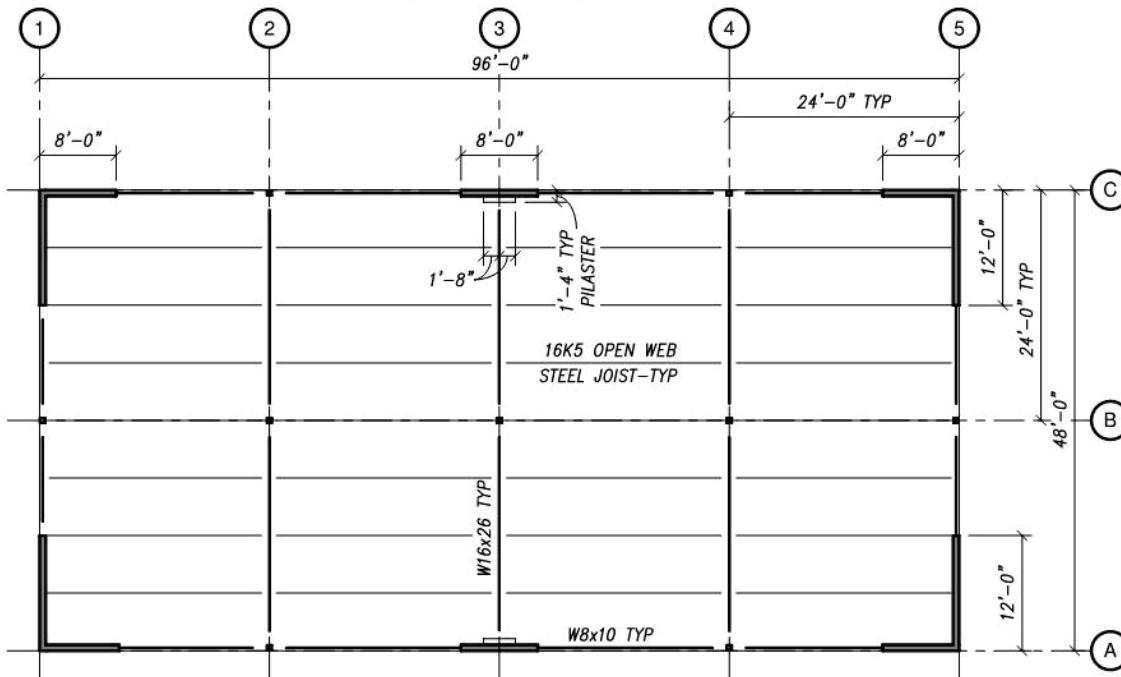 1
2
3
4
5
96'-0"
24'-0" TYP
8'-0"
8'-0"
8'-0"
C
12'-0"
1'-8"
1'-4" TYP
PILASTER
24'-0" TYP
16K5 OPEN WEB
STEEL JOIST-TYP
48'-0"
B
W16x26 TYP
12'-0"
W8x10 TYP
A